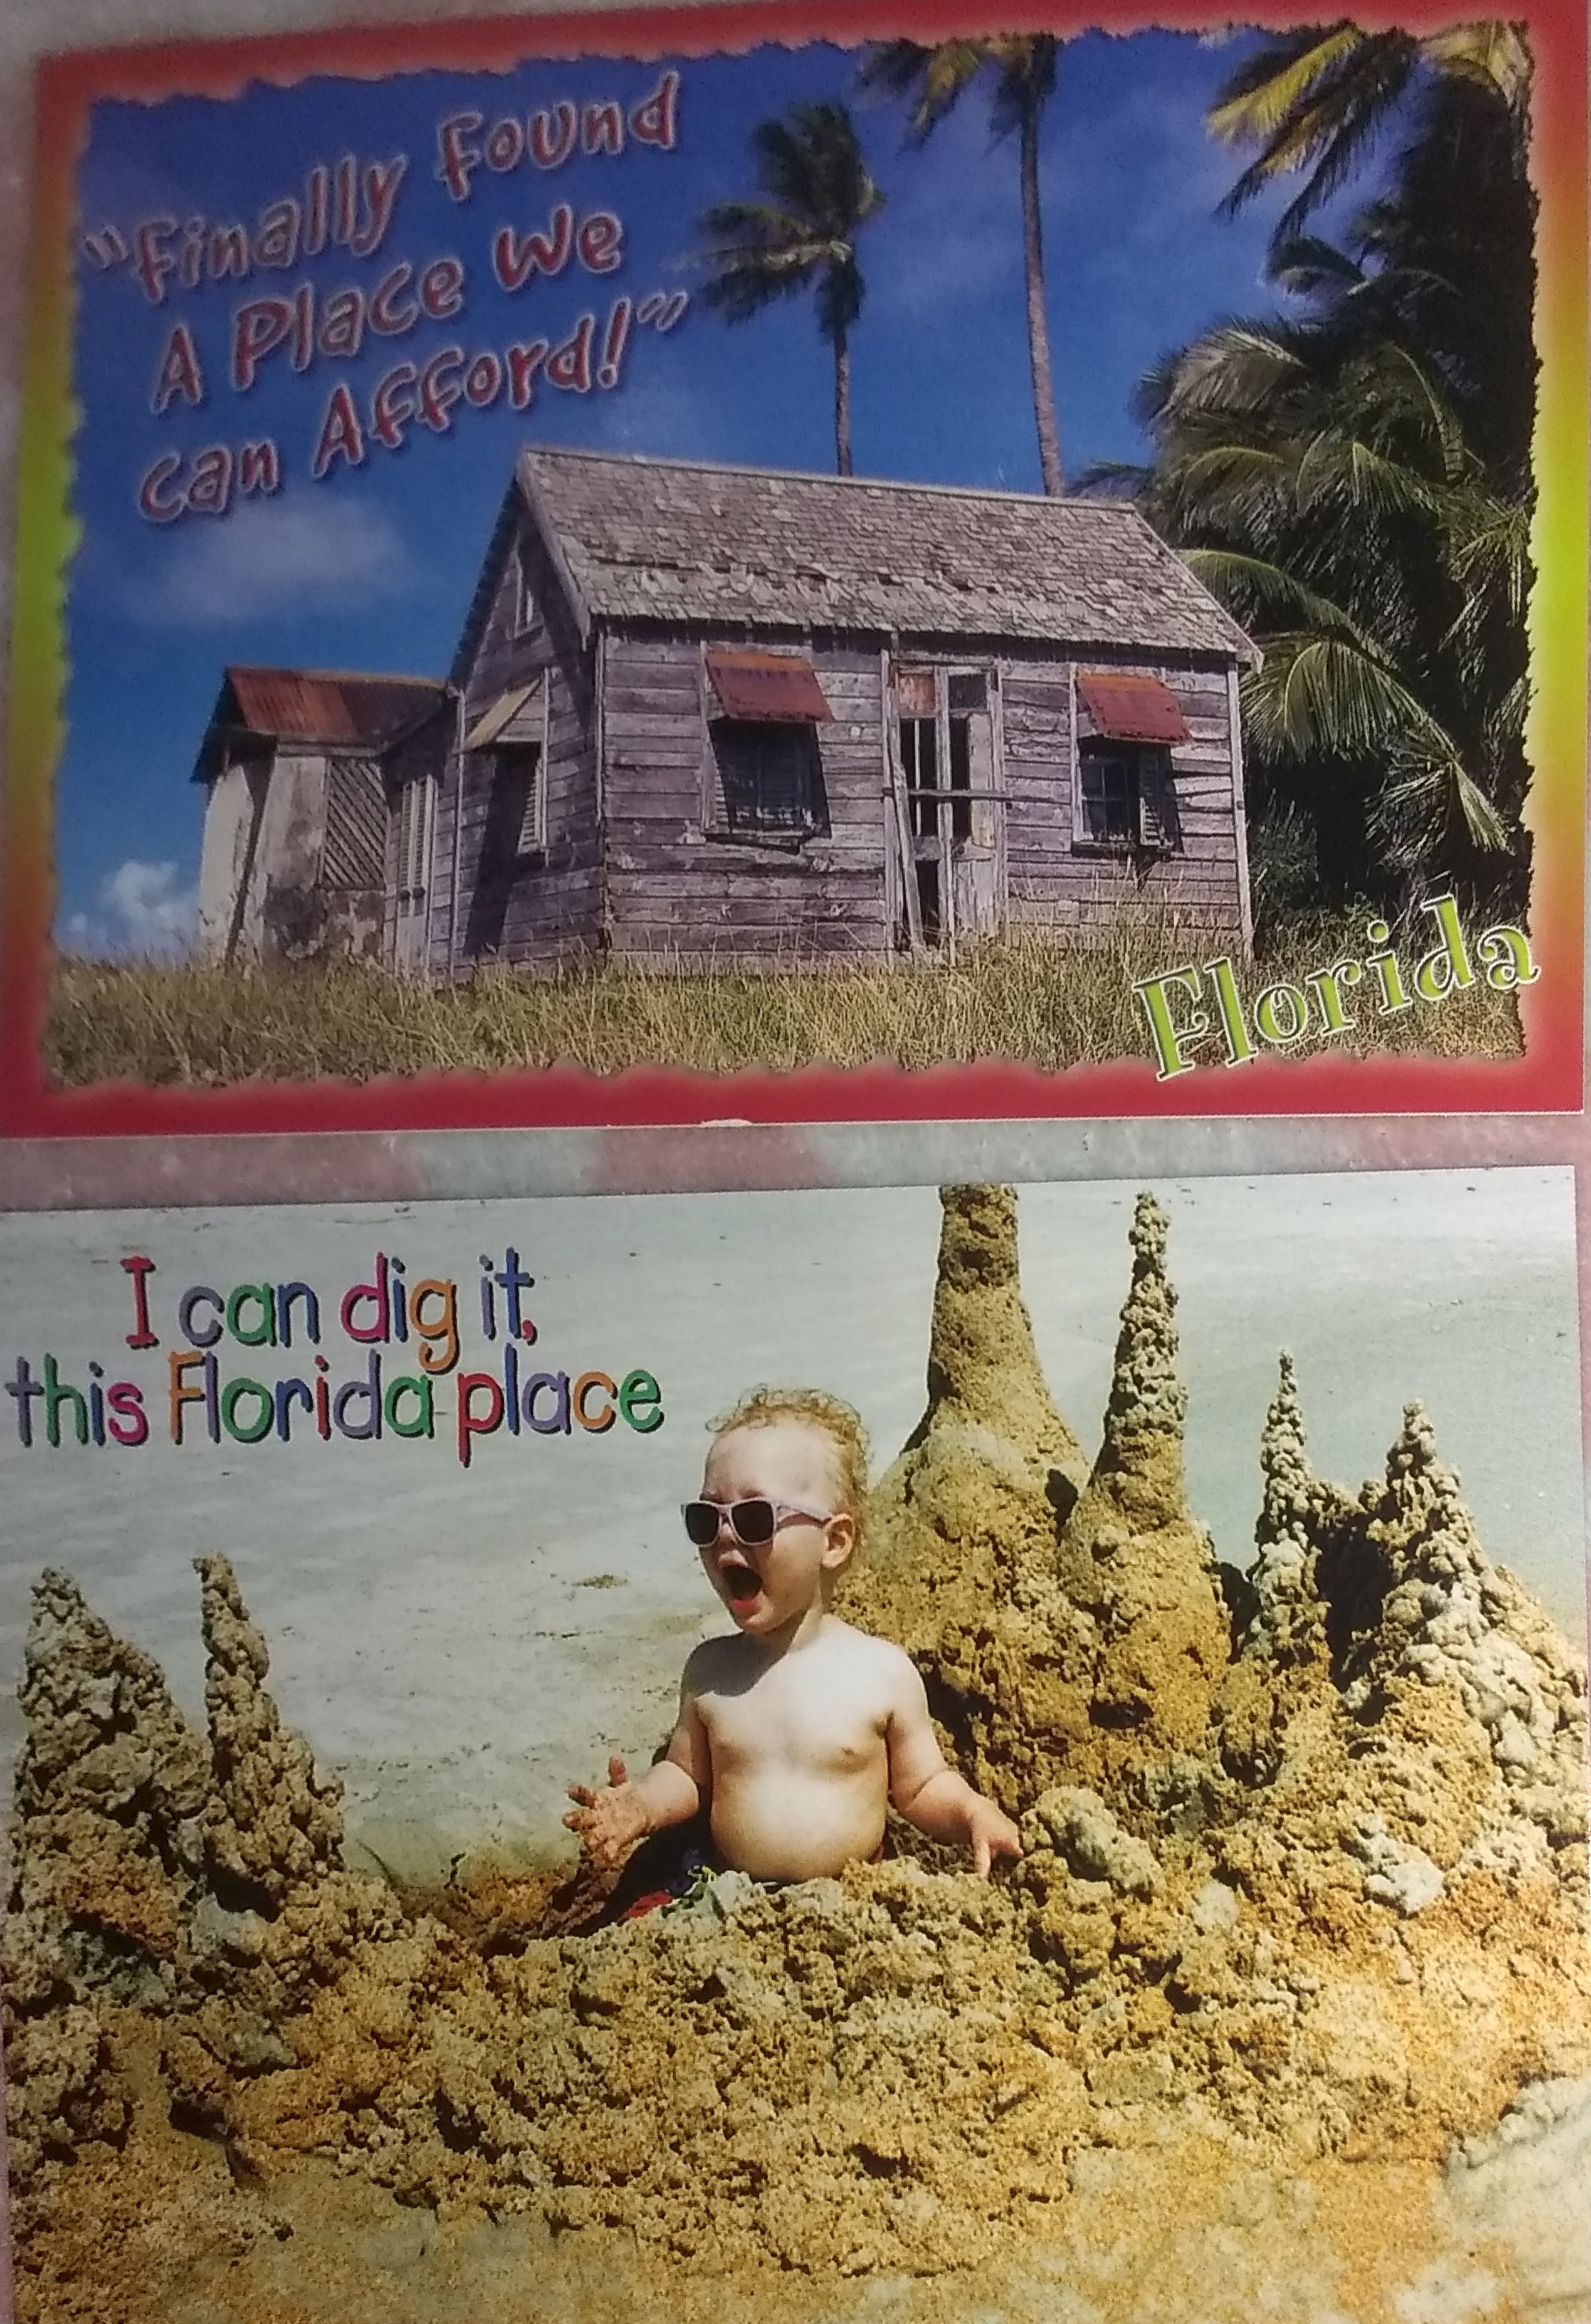 "Finally Found
A Place We
can Afford!"
Florida
I can dig it,
this Florida place